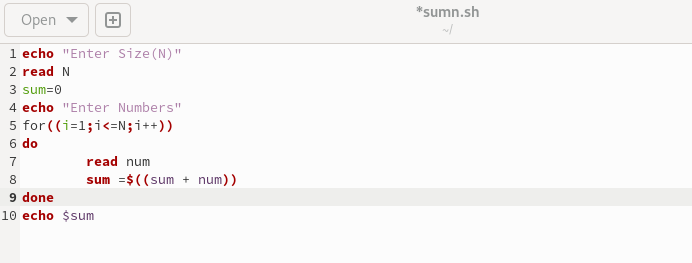 Open
*sumn.sh
~/
1 echo "Enter Size(N)"
2 read N
3 sum=0
4 echo "Enter Numbers"
5 for((i=1;i<=N;i++))
6 do
7 read num
8 sum =$((sum + num))
9 done
10 echo $sum